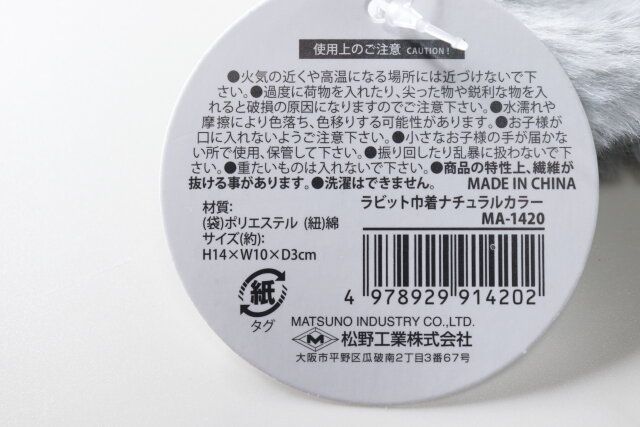 使用上のご注意 CAUTION!
●火気の近くや高温になる場所には近づけないで下
さい。●過度に荷物を入れたり、尖った物や鋭利な物を入
れると破損の原因になりますのでご注意下さい。●水濡れや
摩擦により色落ち、色移りする可能性があります。●お子様が
口に入れないようご注意下さい。●小さなお子様の手が届かな
い所で使用、保管して下さい。●振り回したり乱暴に扱わないで下
さい。●重たいものは入れないで下さい。●商品の特性上、繊維が
抜ける事があります。●洗濯はできません。 MADE IN CHINA
材質:
(袋)ポリエステル (紐)綿
サイズ(約):
H14×W10×D3cm
ラビット巾着ナチュラルカラー
MA-1420
4 978929 914202
紙
タグ
MATSUNO INDUSTRY CO.,LTD.
M 松野工業株式会社
大阪市平野区瓜破南2丁目3番67号